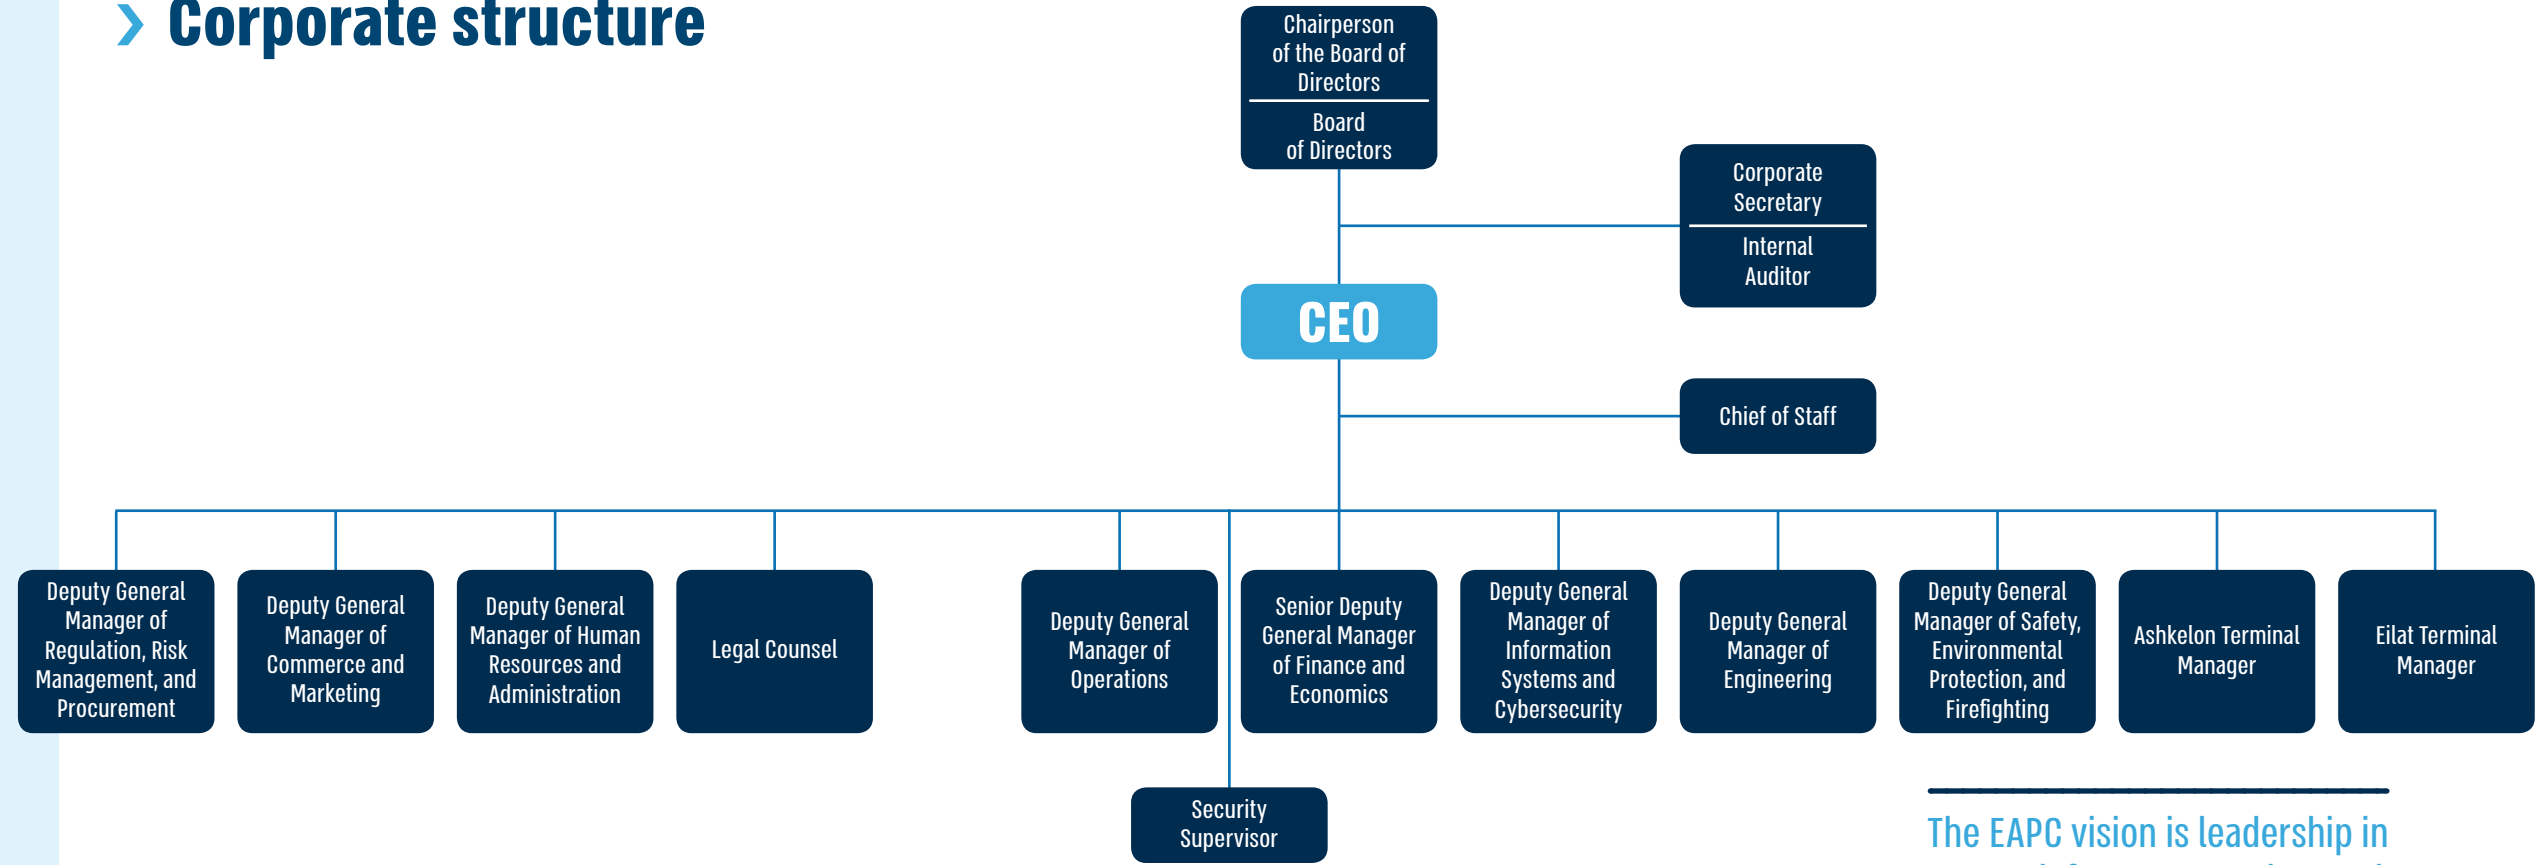 Corporate structure
Chairperson
of the Board of
Directors
Board
of Directors
Corporate
Secretary
Internal
Auditor
CEO
Chief of Staff
Deputy General
Manager of
Regulation, Risk
Management, and
Procurement
Deputy General
Manager of
Commerce and
Marketing
Deputy General
Manager of Human
Resources and
Administration
Legal Counsel
Deputy General
Manager of
Operations
Senior Deputy
General Manager
of Finance and
Economics
Deputy General
Manager of
Information
Systems and
Cybersecurity
Deputy General
Manager of
Engineering
Deputy General
Manager of Safety,
Environmental
Protection, and
Firefighting
Ashkelon Terminal
Manager
Eilat Terminal
Manager
Security
Supervisor
The EAPC vision is leadership in